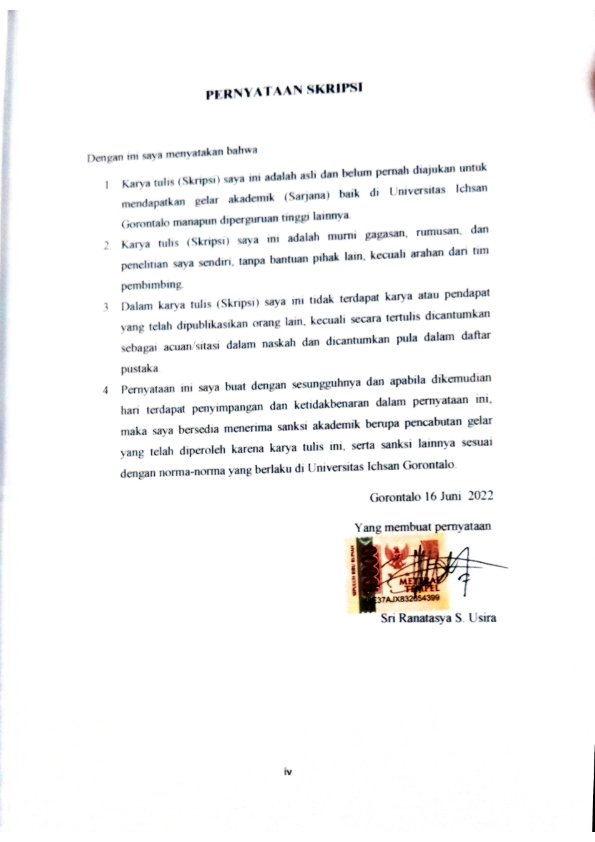 PERNYATAAN SKRIPSI
Dengan ini saya menyatakan bahwa
1 Karya tulis (Skripsi) saya ini adalah asli dan belum pernah diajukan untuk
mendapatkan gelar akademik (Sarjana) baik di Universitas Ichsan
Gorontalo manapun diperguruan tinggi lainnya.
2 Karya tulis (Skripsi) saya ini adalah murni gagasan, rumusan, dan
penelitian saya sendiri, tanpa bantuan pihak lain, kecuali arahan dari tim
pembimbing.
3 Dalam karya tulis (Skripsi) saya ini tidak terdapat karya atau pendapat
yang telah dipublikasikan orang lain, kecuali secara tertulis dicantumkan
sebagai acuan/sitasi dalam naskah dan dicantumkan pula dalam daftar
pustaka
4 Pernyataan ini saya buat dengan sesungguhnya dan apabila dikemudian
hari terdapat penyimpangan dan ketidakbenaran dalam pernyataan ini,
maka saya bersedia menerima sanksi akademik berupa pencabutan gelar
yang telah diperoleh karena karya tulis ini, serta sanksi lainnya sesuai
dengan norma-norma yang berlaku di Universitas Ichsan Gorontalo.
Gorontalo 16 Juni 2022
Yang membuat pernyataan
TEMPEL
Sri Ranatasya S. Usira
iv